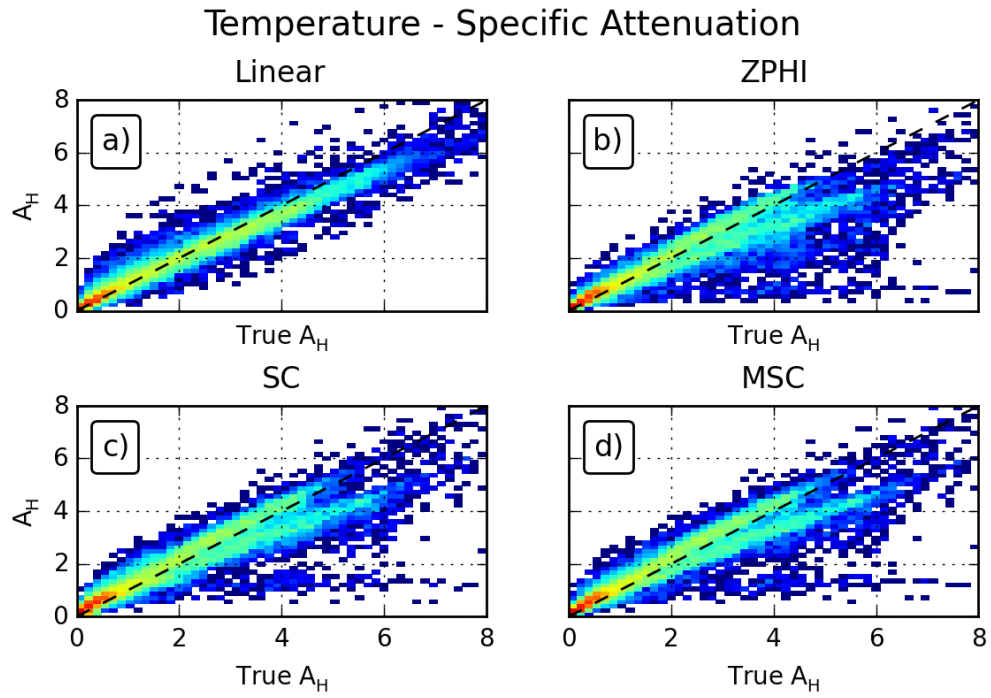 Temperature - Specific Attenuation
Linear
ZPHI
8
6
4
2
0
A_H
a)
b)
True A_H
True A_H
SC
MSC
8
6
4
2
0
A_H
c)
d)
0 2 4 6 8
0 2 4 6 8
True A_H
True A_H